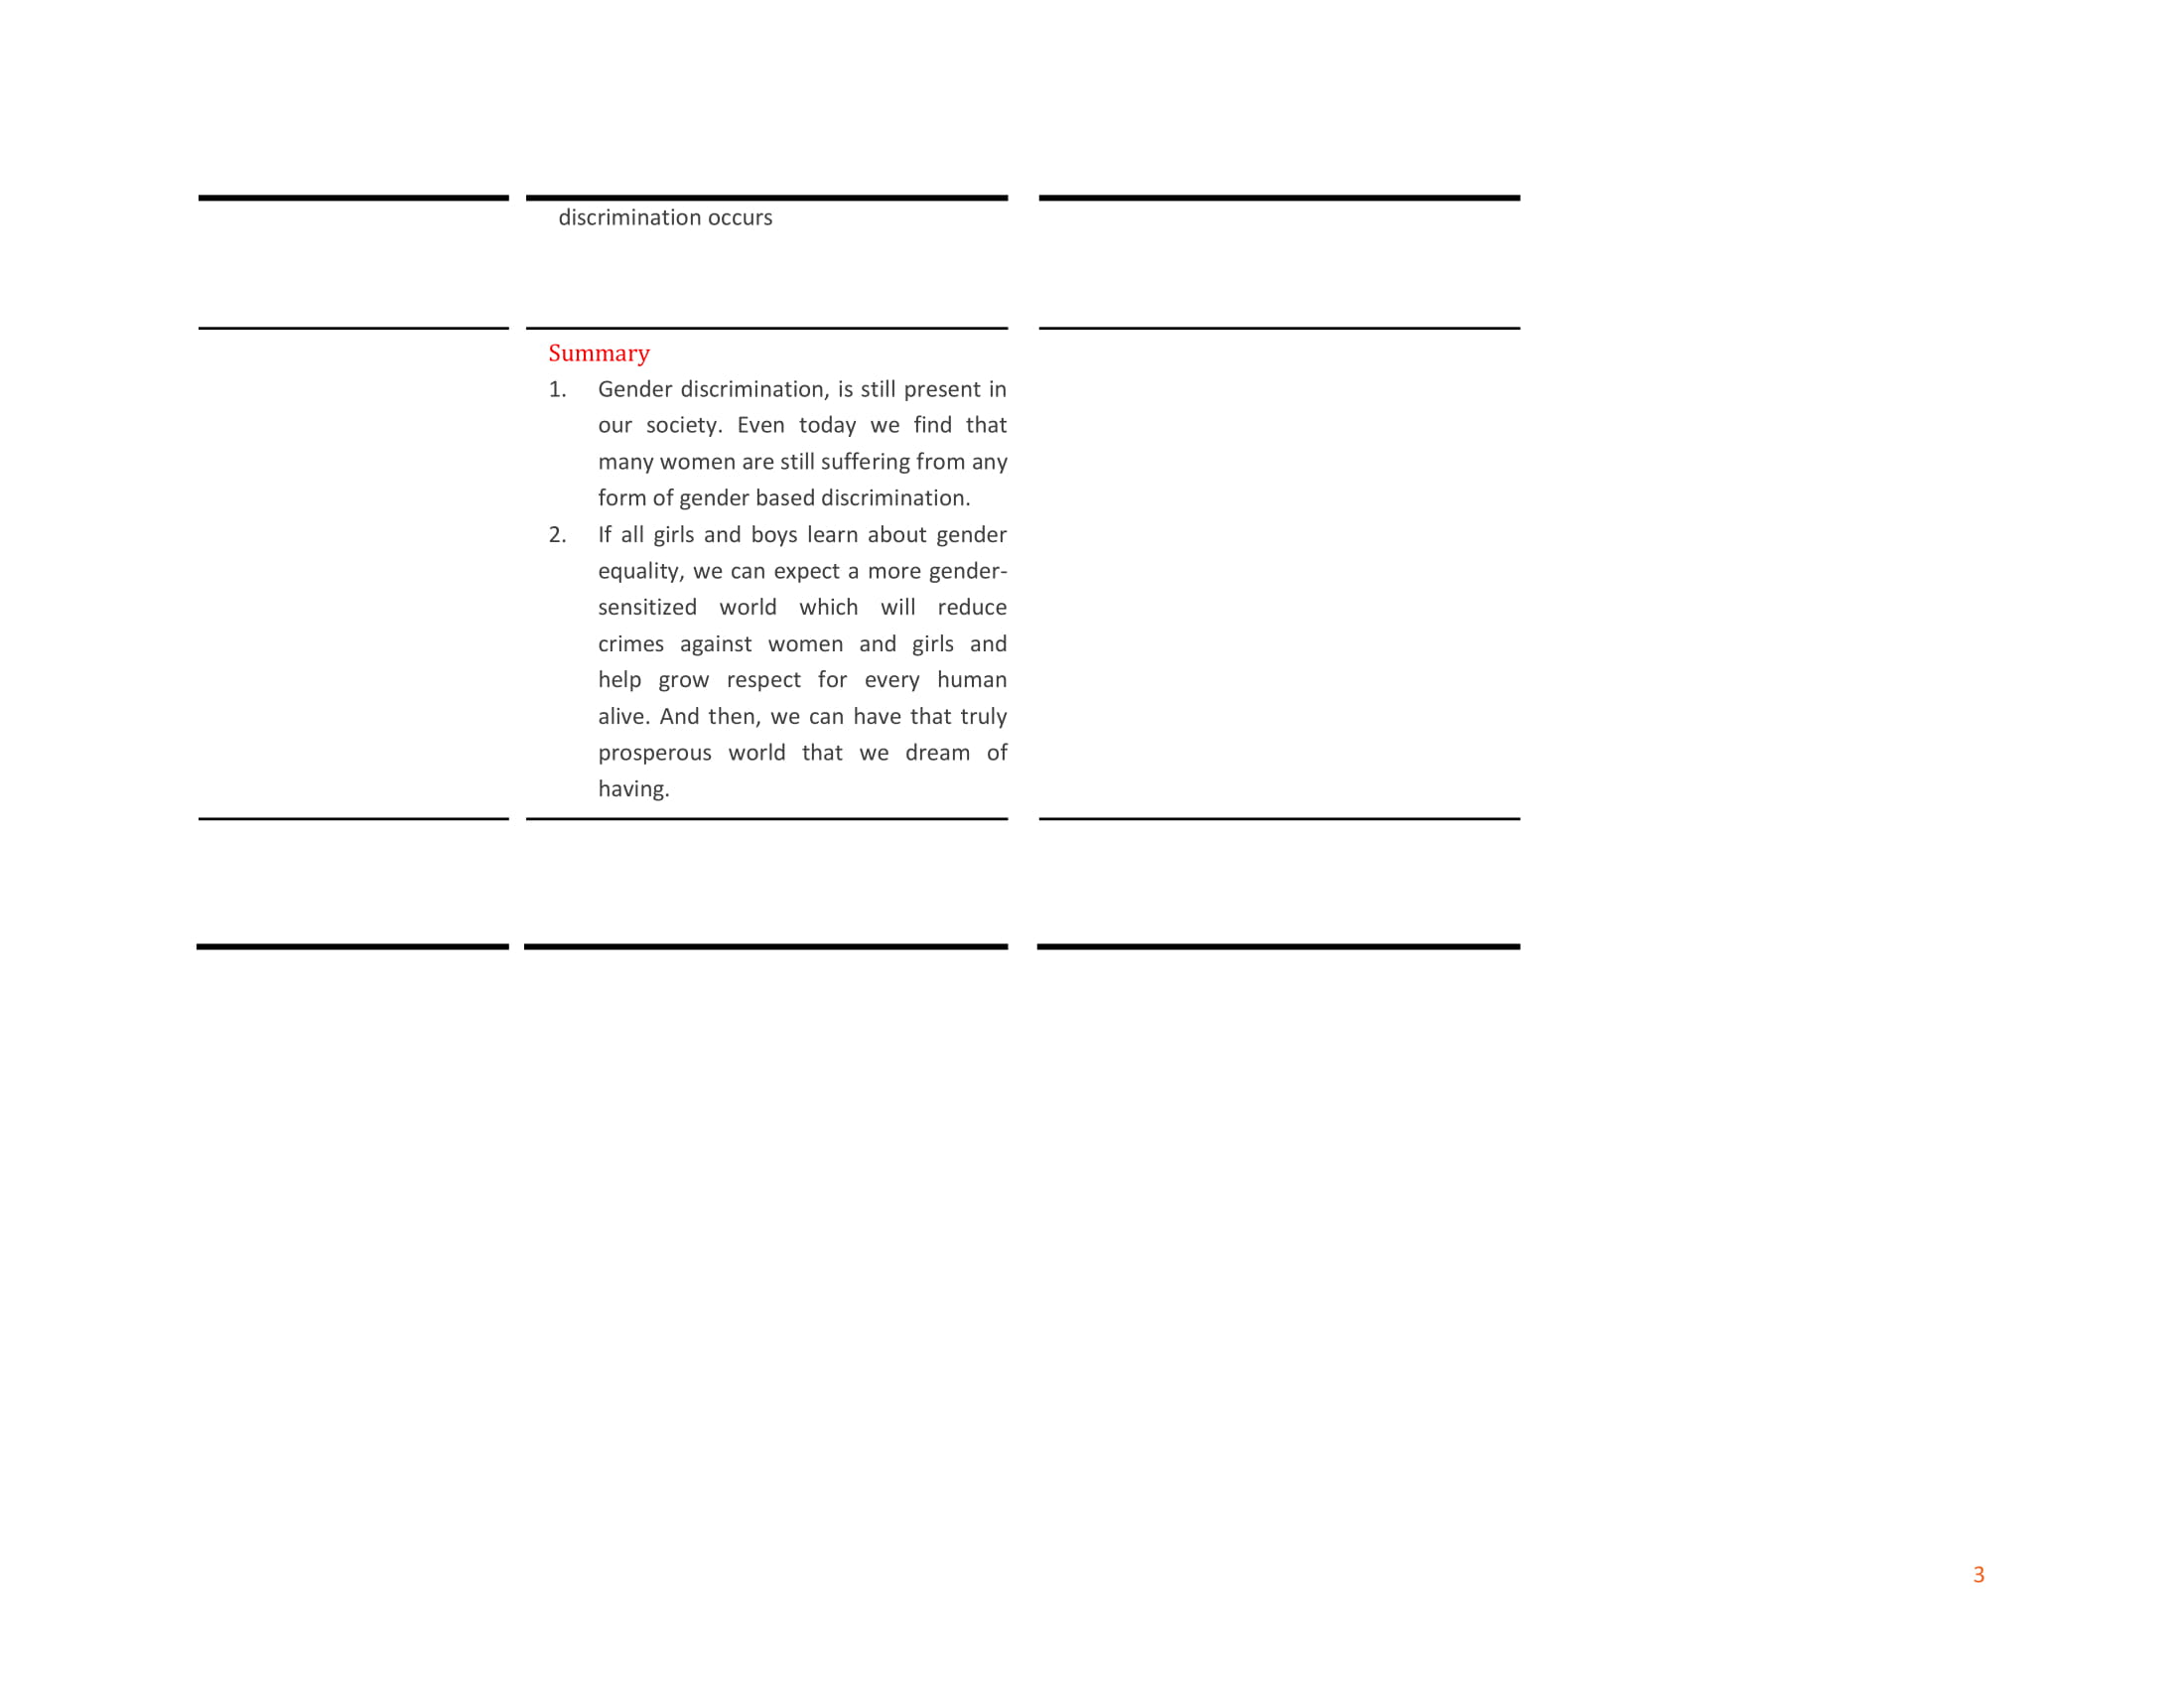 discrimination occurs
Summary
1. Gender discrimination, is still present in
our society. Even today we find that
many women are still suffering from any
form of gender based discrimination.
2. If all girls and boys learn about gender
equality, we can expect a more gender-
sensitized world which will reduce
crimes against women and girls and
help grow respect for every human
alive. And then, we can have that truly
prosperous world that we dream of
having.
3